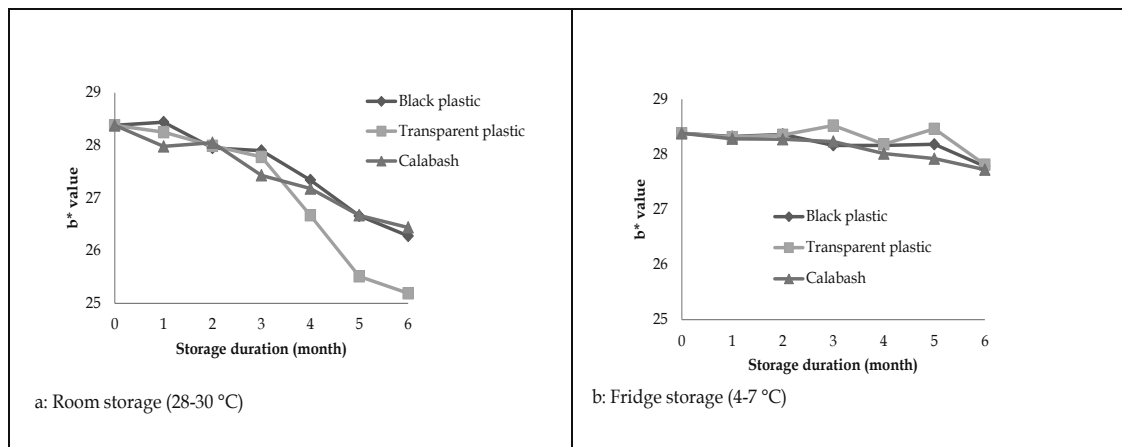 29
28
27
26
25
b* value
0 1 2 3 4 5 6
Storage duration (month)
Black plastic
Transparent plastic
Calabash
a: Room storage (28-30 °C)
29
28
27
26
25
b* value
0 1 2 3 4 5 6
Storage duration (month)
Black plastic
Transparent plastic
Calabash
b: Fridge storage (4-7 °C)